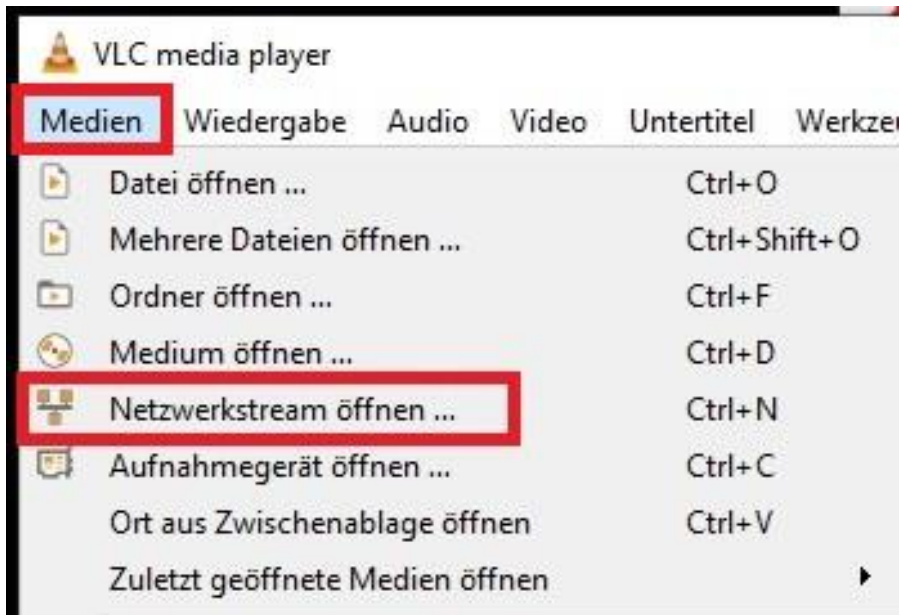 VLC media player
Medien Wiedergabe Audio Video Untertitel
Datei öffnen ... Ctrl+O
Mehrere Dateien öffnen ... Ctrl+Shift+O
Ordner öffnen ... Ctrl+F
Medium öffnen ... Ctrl+D
Netzwerkstream öffnen ... Ctrl+N
Aufnahmegerät öffnen ... Ctrl+C
Ort aus Zwischenablage öffnen Ctrl+V
Zuletzt geöffnete Medien öffnen